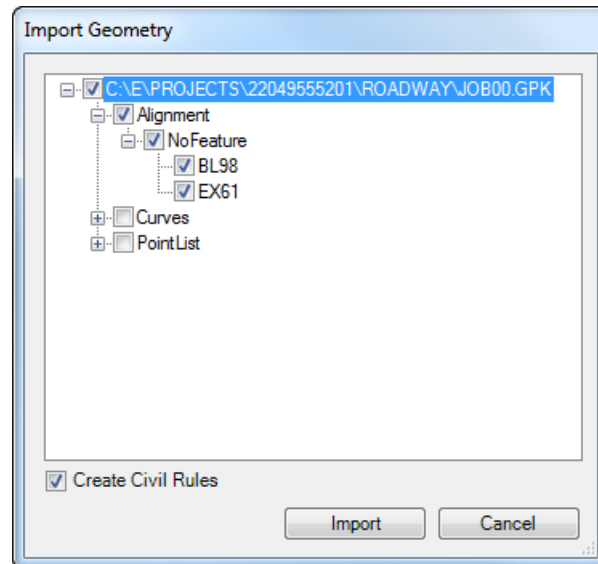 Import Geometry
C:\E\PROJECTS\22049555201\ROADWAY\JOB00.GPK
Alignment
NoFeature
BL98
EX61
Curves
PointList
Create Civil Rules
Import Cancel